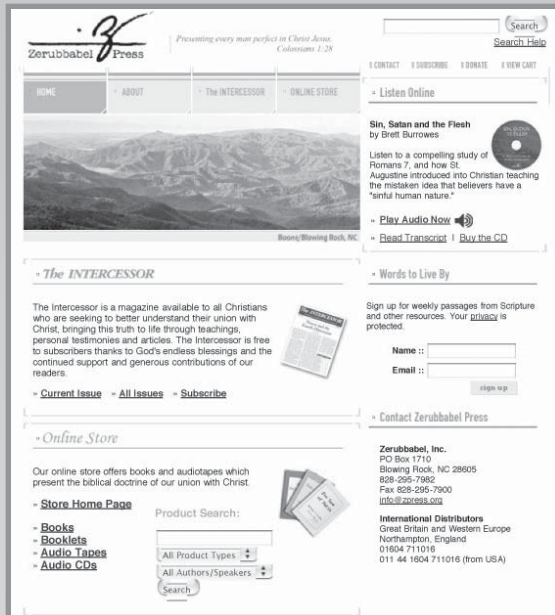 Zerubbabel Press
Presenting every man perfect in Christ Jesus.
Colossians 1:28
Search
Search Help
CONTACT SUBSCRIBE DONATE VIEW CART
HOME
ABOUT
The INTERCESSOR
ONLINE STORE
Boone/Blowing Rock, NC
Listen Online
Sin, Satan and the Flesh
by Brett Burrowes
Listen to a compelling study of
Romans 7, and how St.
Augustine introduced into Christian teaching
the mistaken idea that believers have a
"sinful human nature."
» Play Audio Now
» Read Transcript | Buy the CD
The INTERCESSOR
The Intercessor is a magazine available to all Christians
who are seeking to better understand their union with
Christ, bringing this truth to life through teachings,
personal testimonies and articles. The Intercessor is free
to subscribers thanks to God's endless blessings and the
continued support and generous contributions of our
readers.
» Current Issue » All Issues » Subscribe
The INTERCESSOR
Words to Live By
Sign up for weekly passages from Scripture
and other resources. Your privacy is
protected.
Name ::
Email ::
sign up
Online Store
Our online store offers books and audiotapes which
present the biblical doctrine of our union with Christ.
» Store Home Page
» Books
» Booklets
» Audio Tapes
» Audio CDs
Product Search:
All Product Types
All Authors/Speakers
Search
Contact Zerubbabel Press
Zerubbabel, Inc.
PO Box 1710
Blowing Rock, NC 28605
828-295-7982
Fax 828-295-7900
info@zpress.org
International Distributors
Great Britain and Western Europe
Northampton, England
01604 711016
011 44 1604 711016 (from USA)